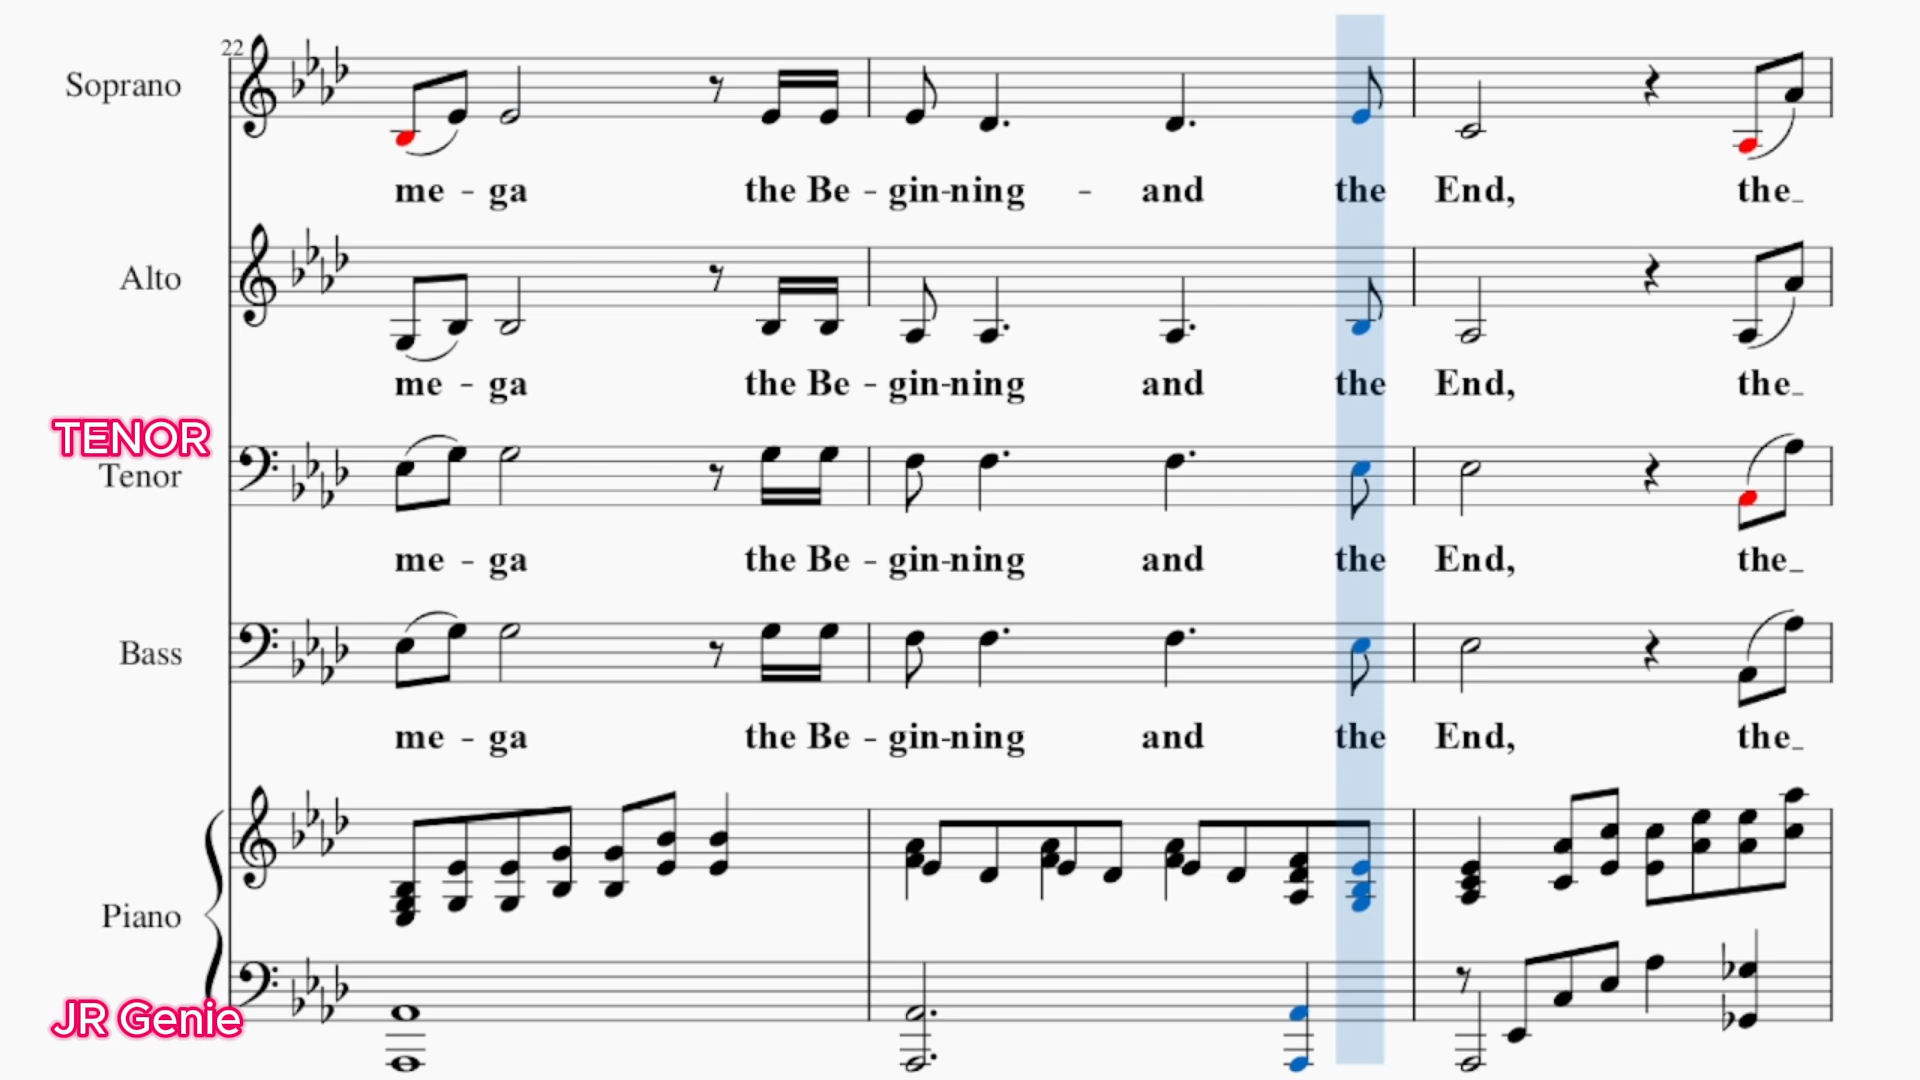 22
Soprano
me - ga the Be - gin-ning - and the End, the_
Alto
me - ga the Be - gin-ning and the End, the_
TENOR
Tenor
me - ga the Be - gin-ning and the End, the_
Bass
me - ga the Be - gin-ning and the End, the_
Piano
JR Genie